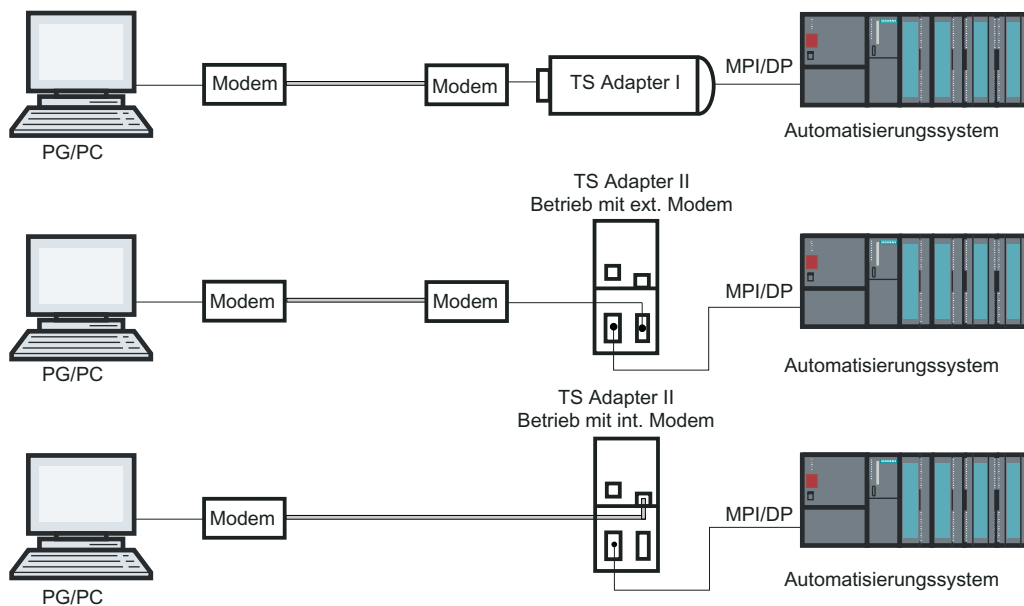 Modem
Modem
TS Adapter I
MPI/DP
Automatisierungssystem
PG/PC
TS Adapter II
Betrieb mit ext. Modem
Modem
Modem
MPI/DP
Automatisierungssystem
PG/PC
TS Adapter II
Betrieb mit int. Modem
Modem
MPI/DP
Automatisierungssystem
PG/PC